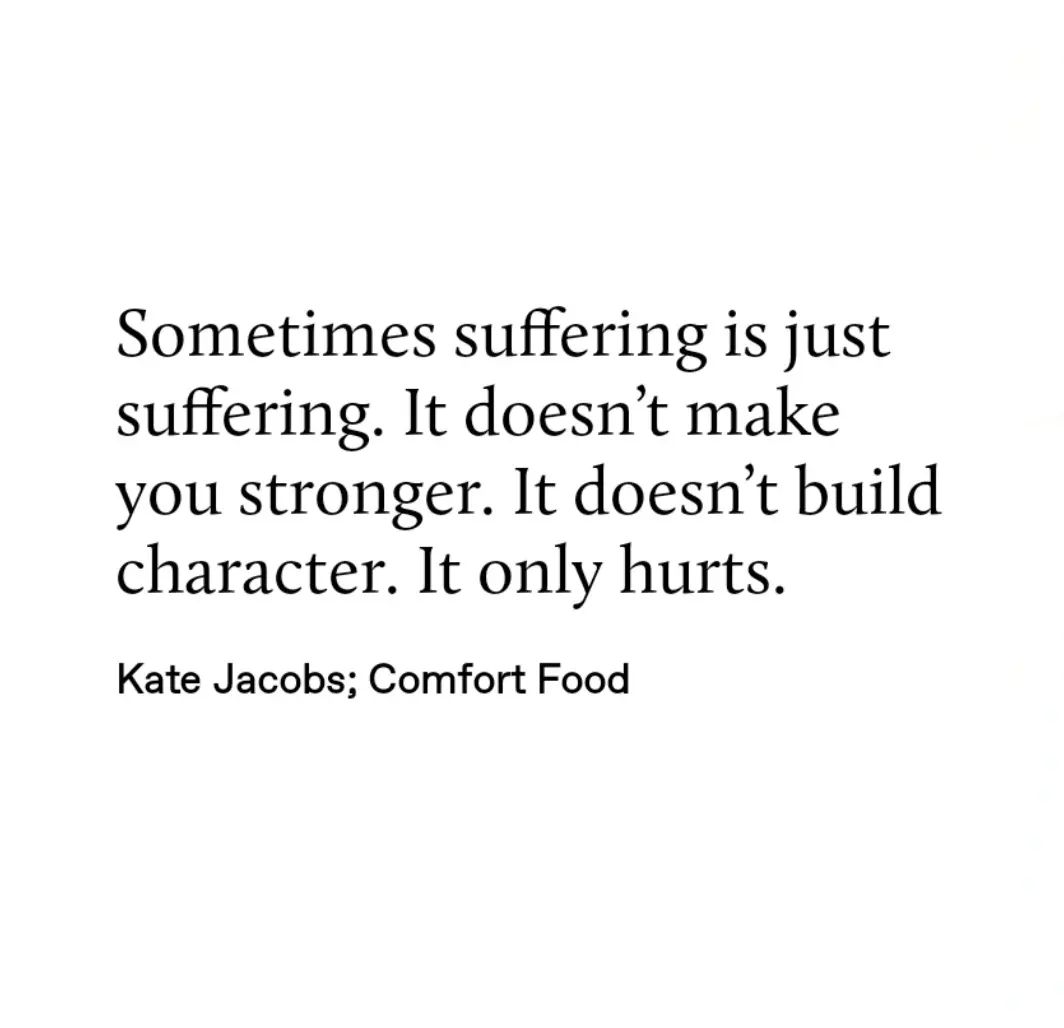 Sometimes suffering is just
suffering. It doesn’t make
you stronger. It doesn’t build
character. It only hurts.
Kate Jacobs; Comfort Food